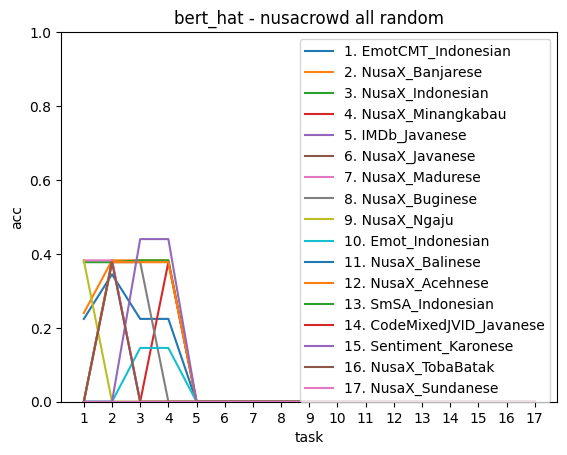 bert_hat - nusacrowd all random
1.0
0.8
0.6
0.4
0.2
0.0
acc
1. EmotCMT_Indonesian
2. NusaX_Banjarese
3. NusaX_Indonesian
4. NusaX_Minangkabau
5. IMDb_Javanese
6. NusaX_Javanese
7. NusaX_Madurese
8. NusaX_Buginese
9. NusaX_Ngaju
10. Emot_Indonesian
11. NusaX_Balinese
12. NusaX_Acehnese
13. SmSA_Indonesian
14. CodeMixedJVID_Javanese
15. Sentiment_Karonese
16. NusaX_TobaBatak
17. NusaX_Sundanese
1 2 3 4 5 6 7 8 9 10 11 12 13 14 15 16 17
task